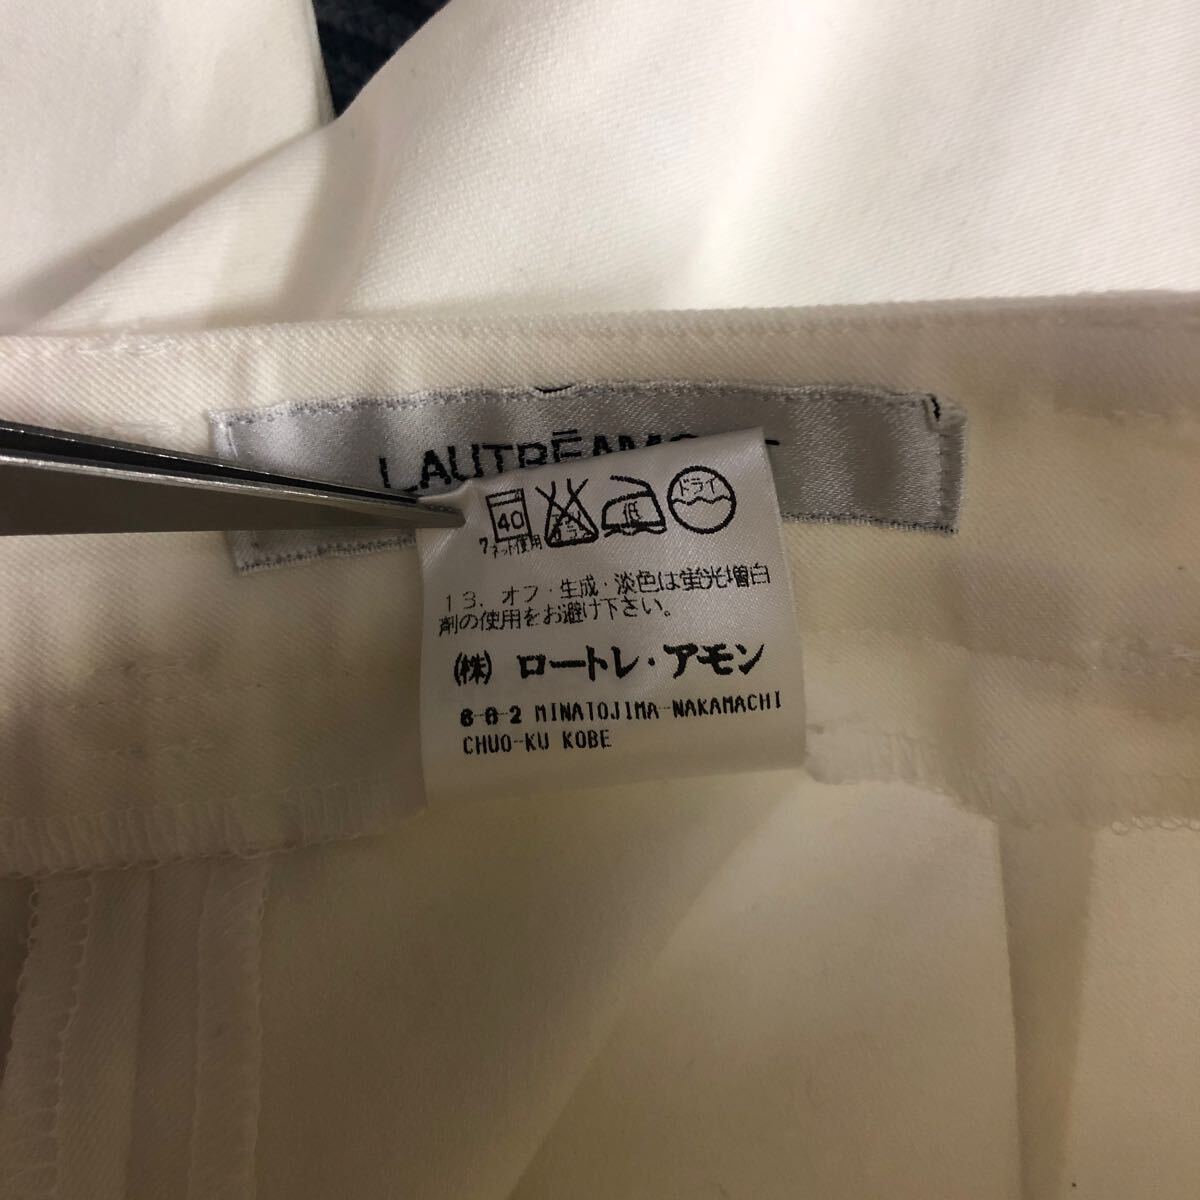 LAUTRÉAMO
40
低
ドライ
ネット使用
13. オフ・生成・淡色は蛍光増白
剤の使用をお避け下さい。
(株) ロートレ・アモン
6-8-2 MINATOJIMA-NAKAMACHI
CHUO-KU KOBE